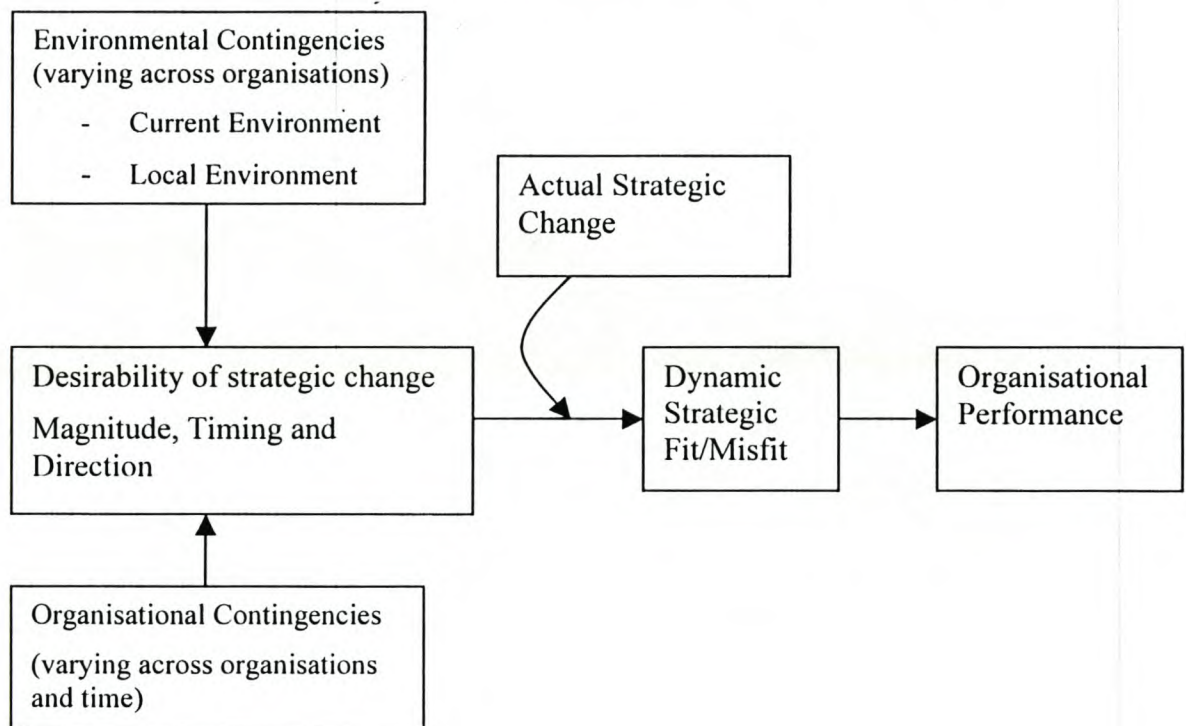 Environmental Contingencies
(varying across organisations)
- Current Environment
- Local Environment
Actual Strategic
Change
Desirability of strategic change
Magnitude, Timing and
Direction
Dynamic
Strategic
Fit/Misfit
Organisational
Performance
Organisational Contingencies
(varying across organisations
and time)